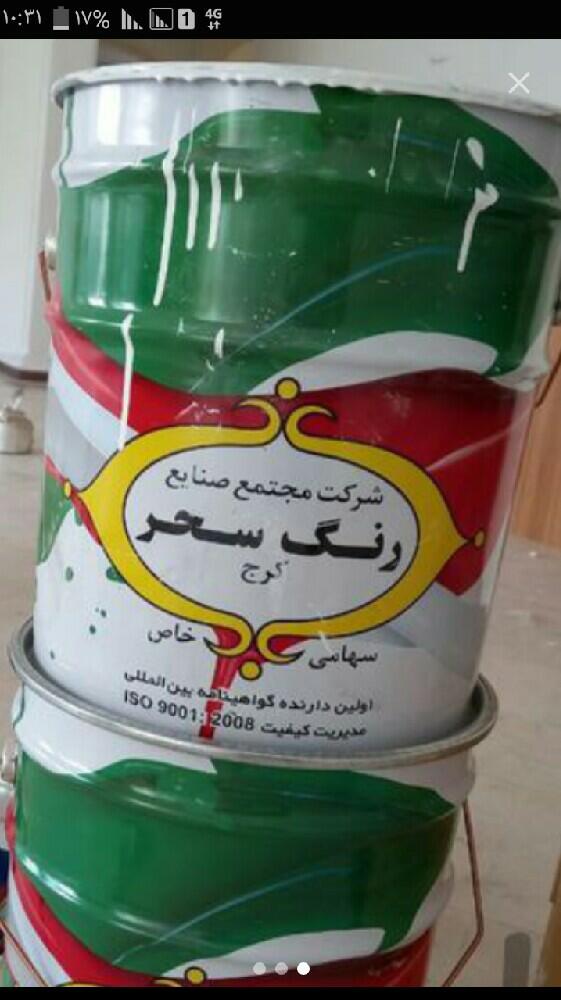 ۱۰:۳۱ ۱۷% 1 4G
شرکت مجتمع صنایع
رنگ سحر
کرج
سهامی خاص
اولین دارنده گواهینامه بین المللی
مدیریت کیفیت ISO 9001: 2008